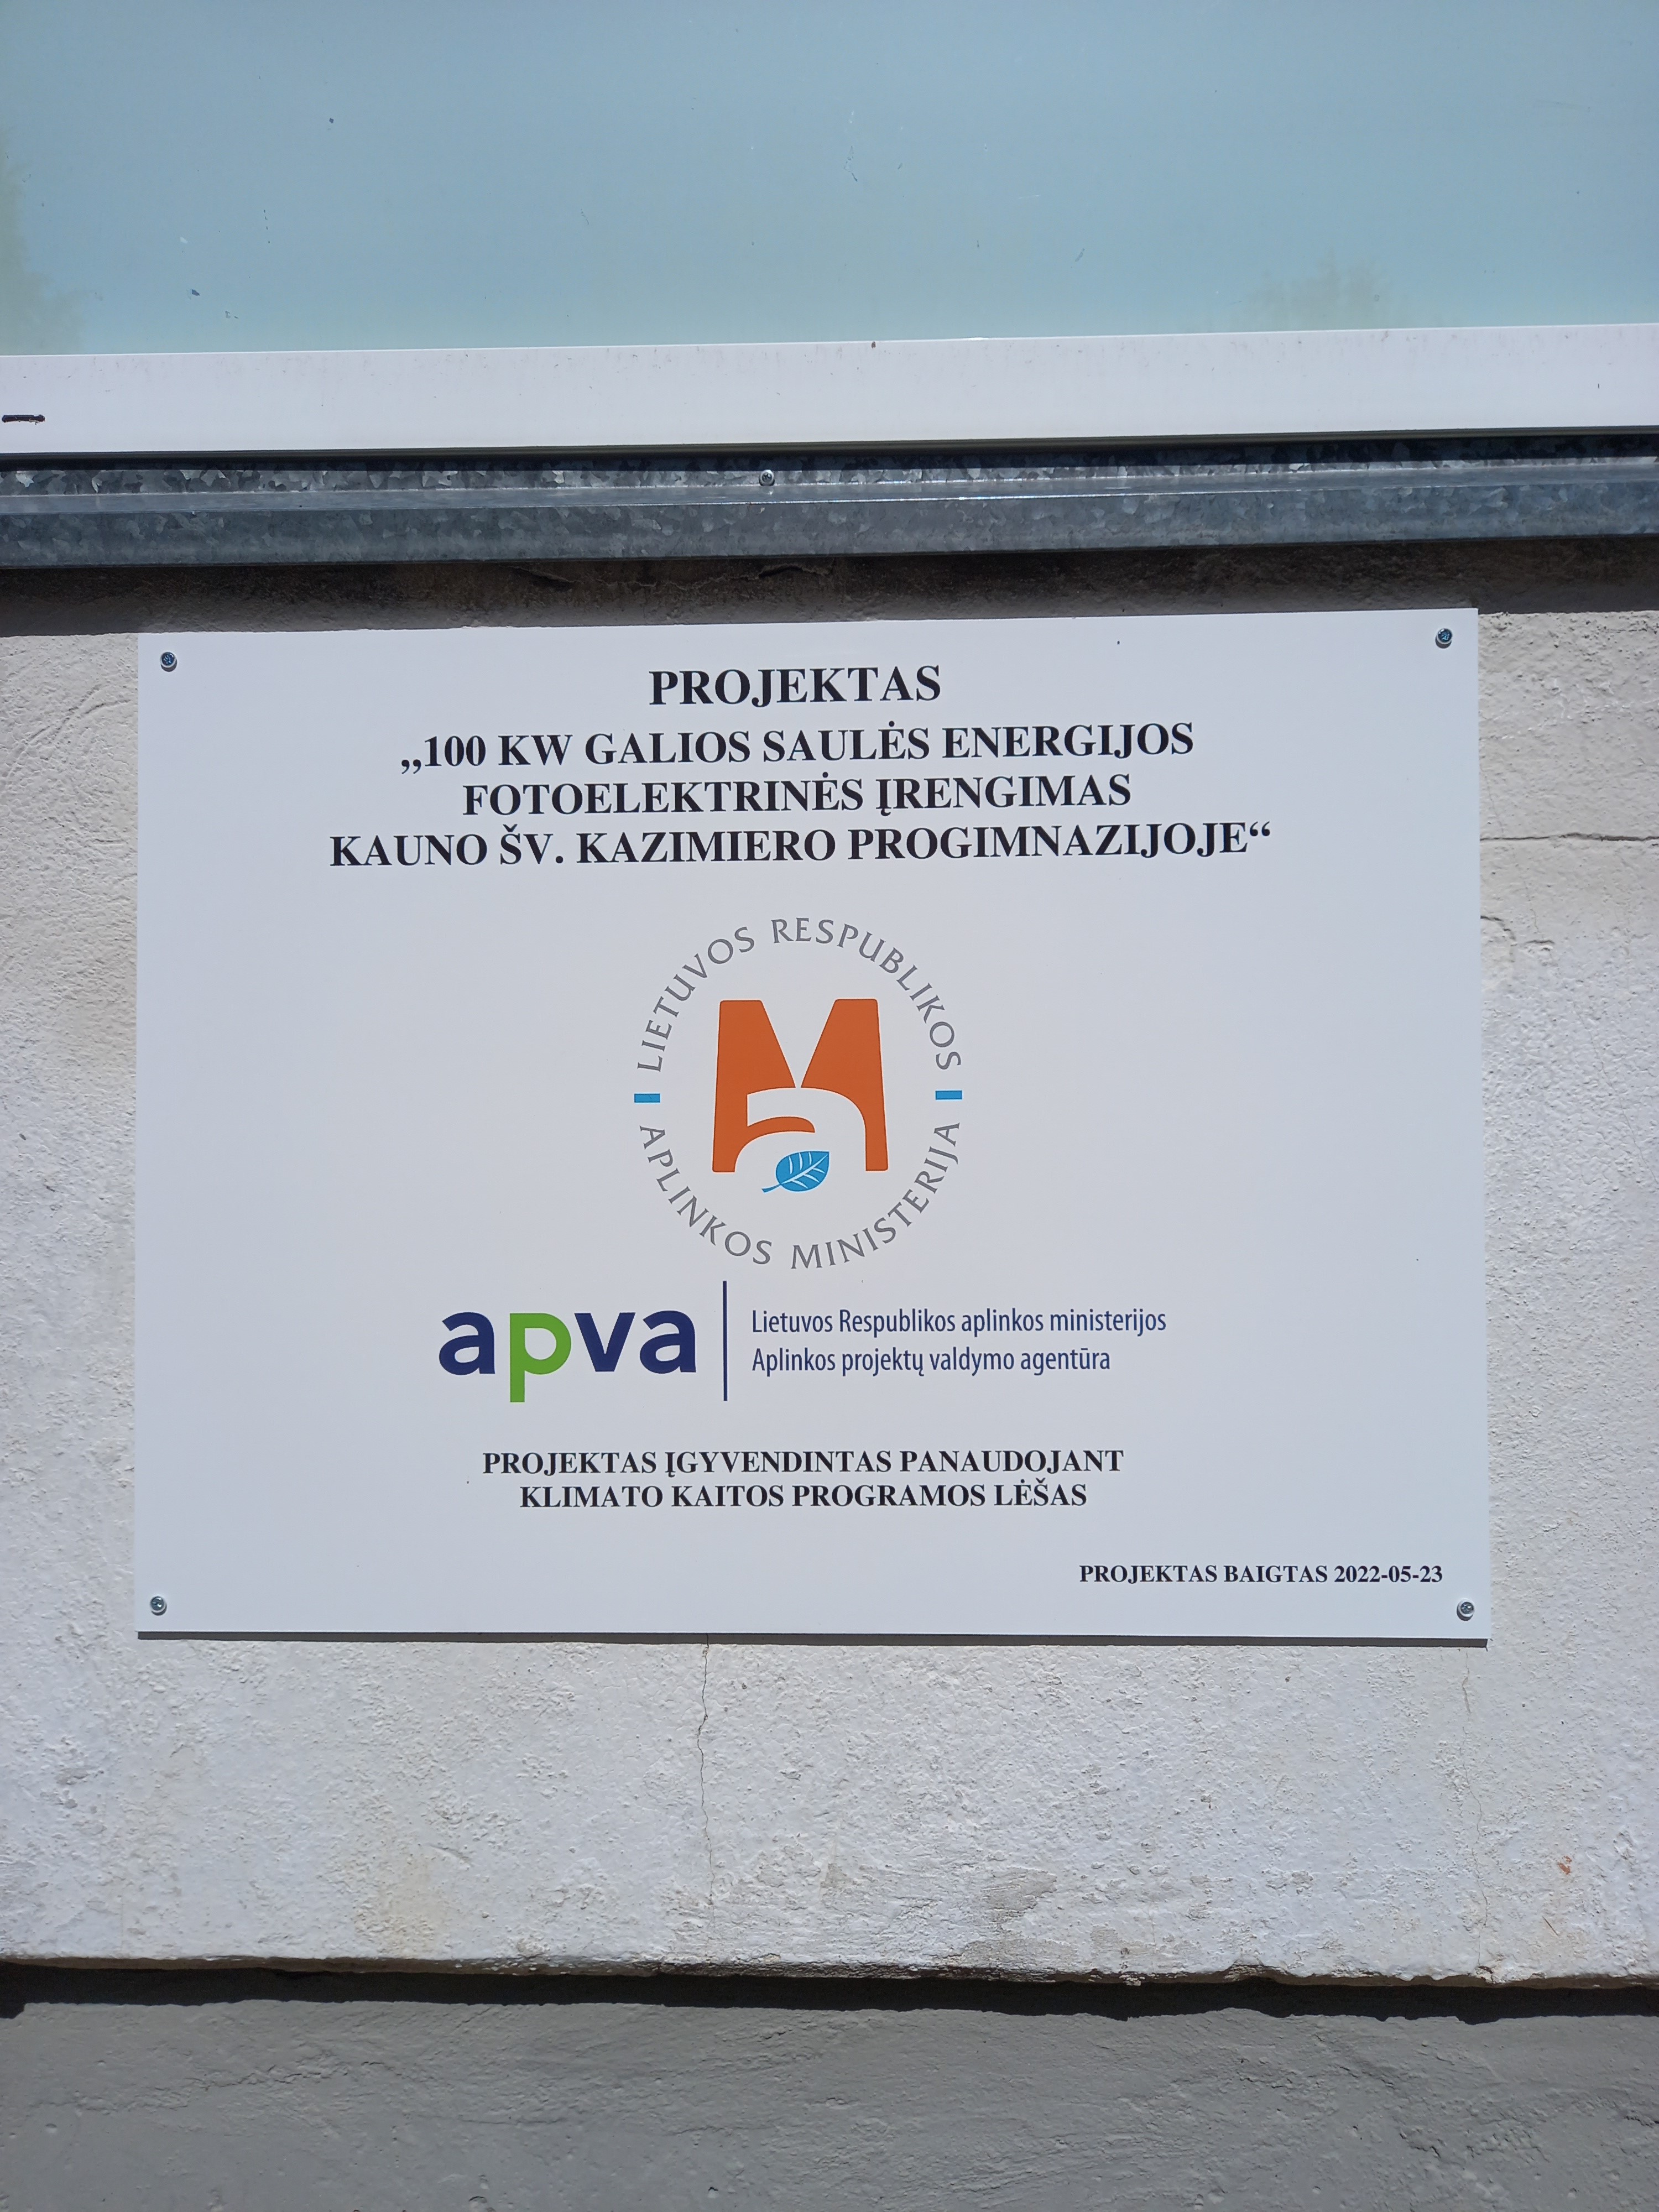 PROJEKTAS
„100 KW GALIOS SAULĖS ENERGIJOS
FOTOELEKTRINĖS ĮRENGIMAS
KAUNO ŠV. KAZIMIERO PROGIMNAZIJOJE“
LIETUVOS RESPUBLIKOS
APLINKOS MINISTERIJA
Ma
apva
Lietuvos Respublikos aplinkos ministerijos
Aplinkos projektų valdymo agentūra
PROJEKTAS ĮGYVENDINTAS PANAUDOJANT
KLIMATO KAITOS PROGRAMOS LĖŠAS
PROJEKTAS BAIGTAS 2022-05-23